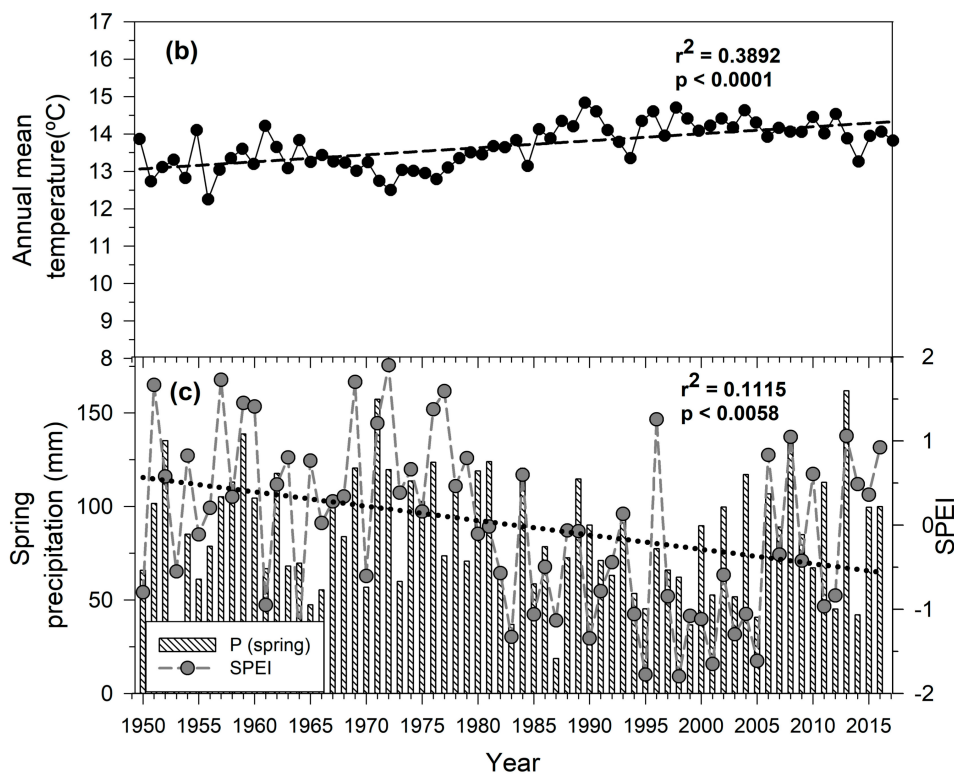 17
16
15
14
13
12
11
10
9
8
Annual mean
temperature(ºC)
(b)
r² = 0.3892
p < 0.0001
150
100
50
0
Spring
precipitation (mm)
(c)
r² = 0.1115
p < 0.0058
2
1
0
-1
-2
SPEI
P (spring)
SPEI
1950 1955 1960 1965 1970 1975 1980 1985 1990 1995 2000 2005 2010 2015
Year